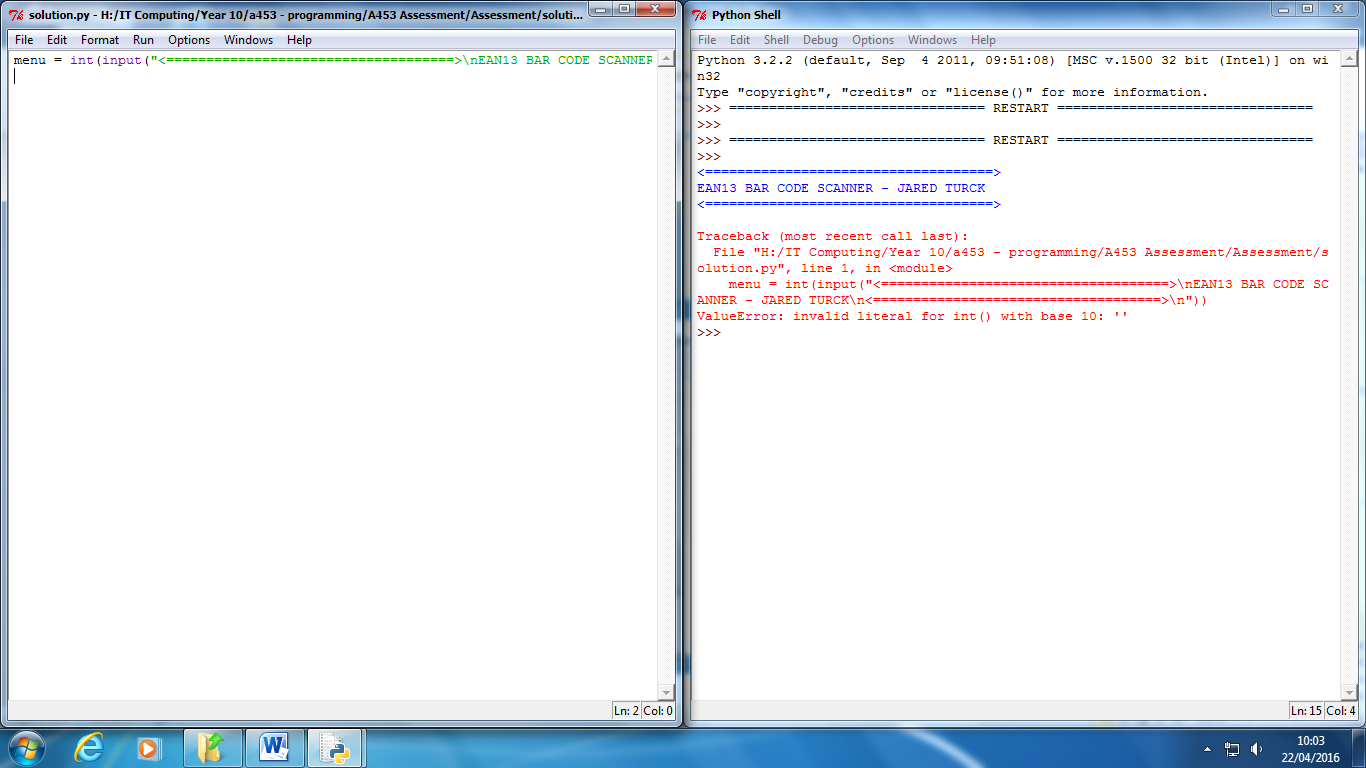 solution.py - H:/IT Computing/Year 10/a453 - programming/A453 Assessment/Assessment/soluti...
File Edit Format Run Options Windows Help
menu = int(input("<====================================>\nEAN13 BAR CODE SCANNER
Ln: 2 Col: 0
Python Shell
File Edit Shell Debug Options Windows Help
Python 3.2.2 (default, Sep  4 2011, 09:51:08) [MSC v.1500 32 bit (Intel)] on wi
n32
Type "copyright", "credits" or "license()" for more information.
>>> ================================ RESTART ================================
>>>
>>> ================================ RESTART ================================
>>>
<====================================>
EAN13 BAR CODE SCANNER - JARED TURCK
<====================================>
Traceback (most recent call last):
  File "H:/IT Computing/Year 10/a453 - programming/A453 Assessment/Assessment/s
olution.py", line 1, in <module>
    menu = int(input("<====================================>\nEAN13 BAR CODE SC
ANNER - JARED TURCK\n<====================================>\n"))
ValueError: invalid literal for int() with base 10: ''
>>>
Ln: 15 Col: 4
10:03
22/04/2016